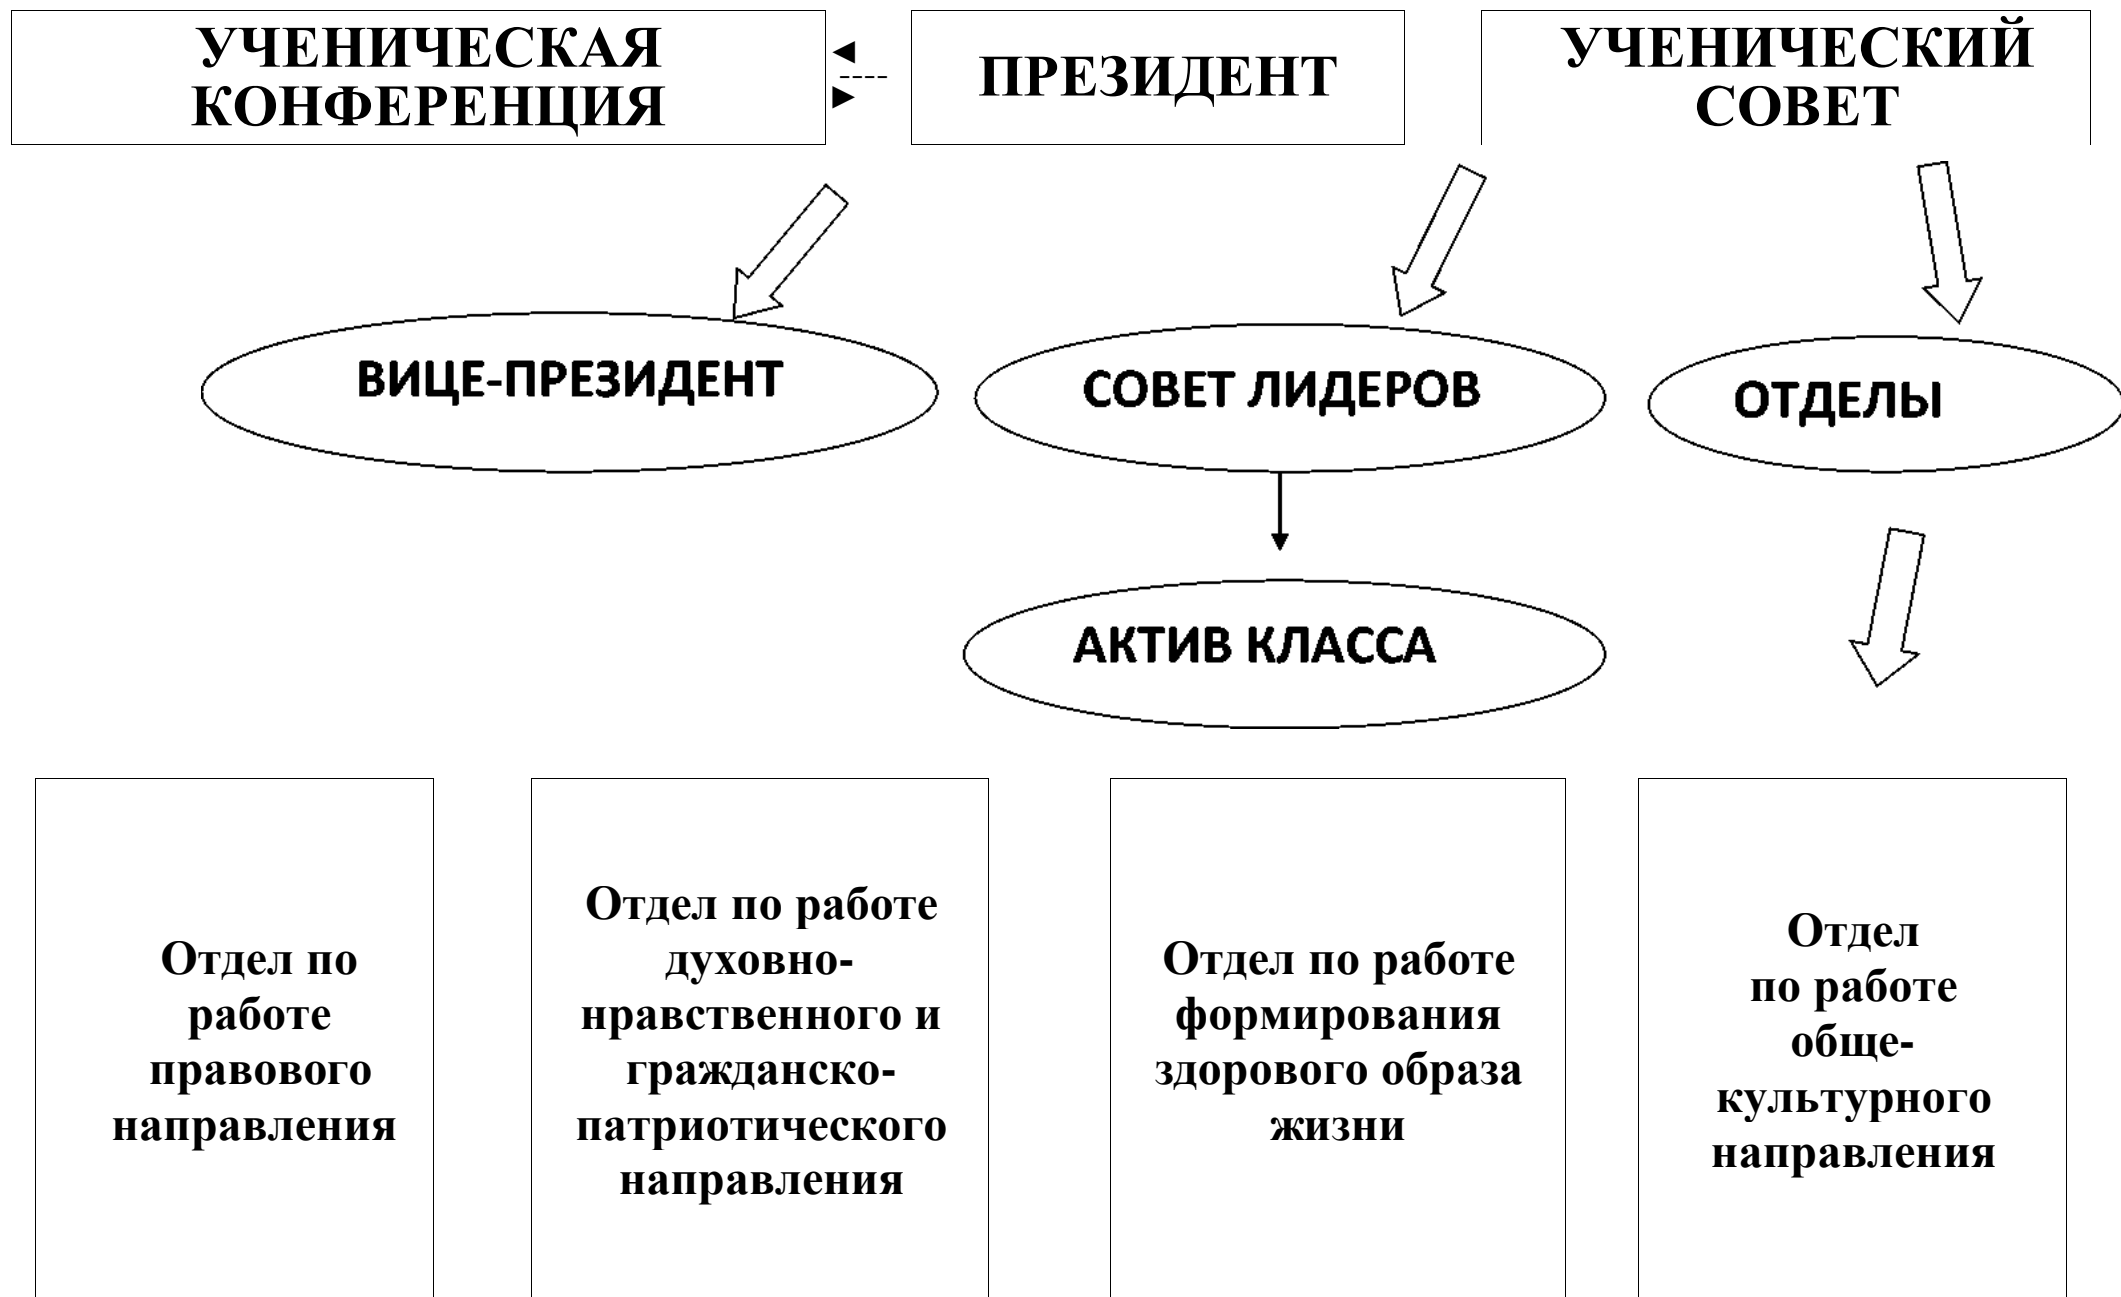 УЧЕНИЧЕСКАЯ
КОНФЕРЕНЦИЯ
----
ПРЕЗИДЕНТ
УЧЕНИЧЕСКИЙ
СОВЕТ
ВИЦЕ-ПРЕЗИДЕНТ
СОВЕТ ЛИДЕРОВ
ОТДЕЛЫ
АКТИВ КЛАССА
Отдел по
работе
правового
направления
Отдел по работе
духовно-
нравственного и
гражданско-
патриотического
направления
Отдел по работе
формирования
здорового образа
жизни
Отдел
по работе
обще-
культурного
направления